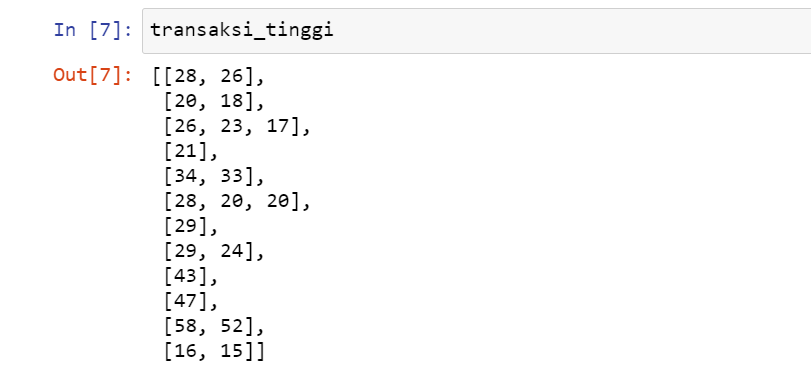 In [7]: transaksi_tinggi
Out[7]: [[28, 26],
[20, 18],
[26, 23, 17],
[21],
[34, 33],
[28, 20, 20],
[29],
[29, 24],
[43],
[47],
[58, 52],
[16, 15]]